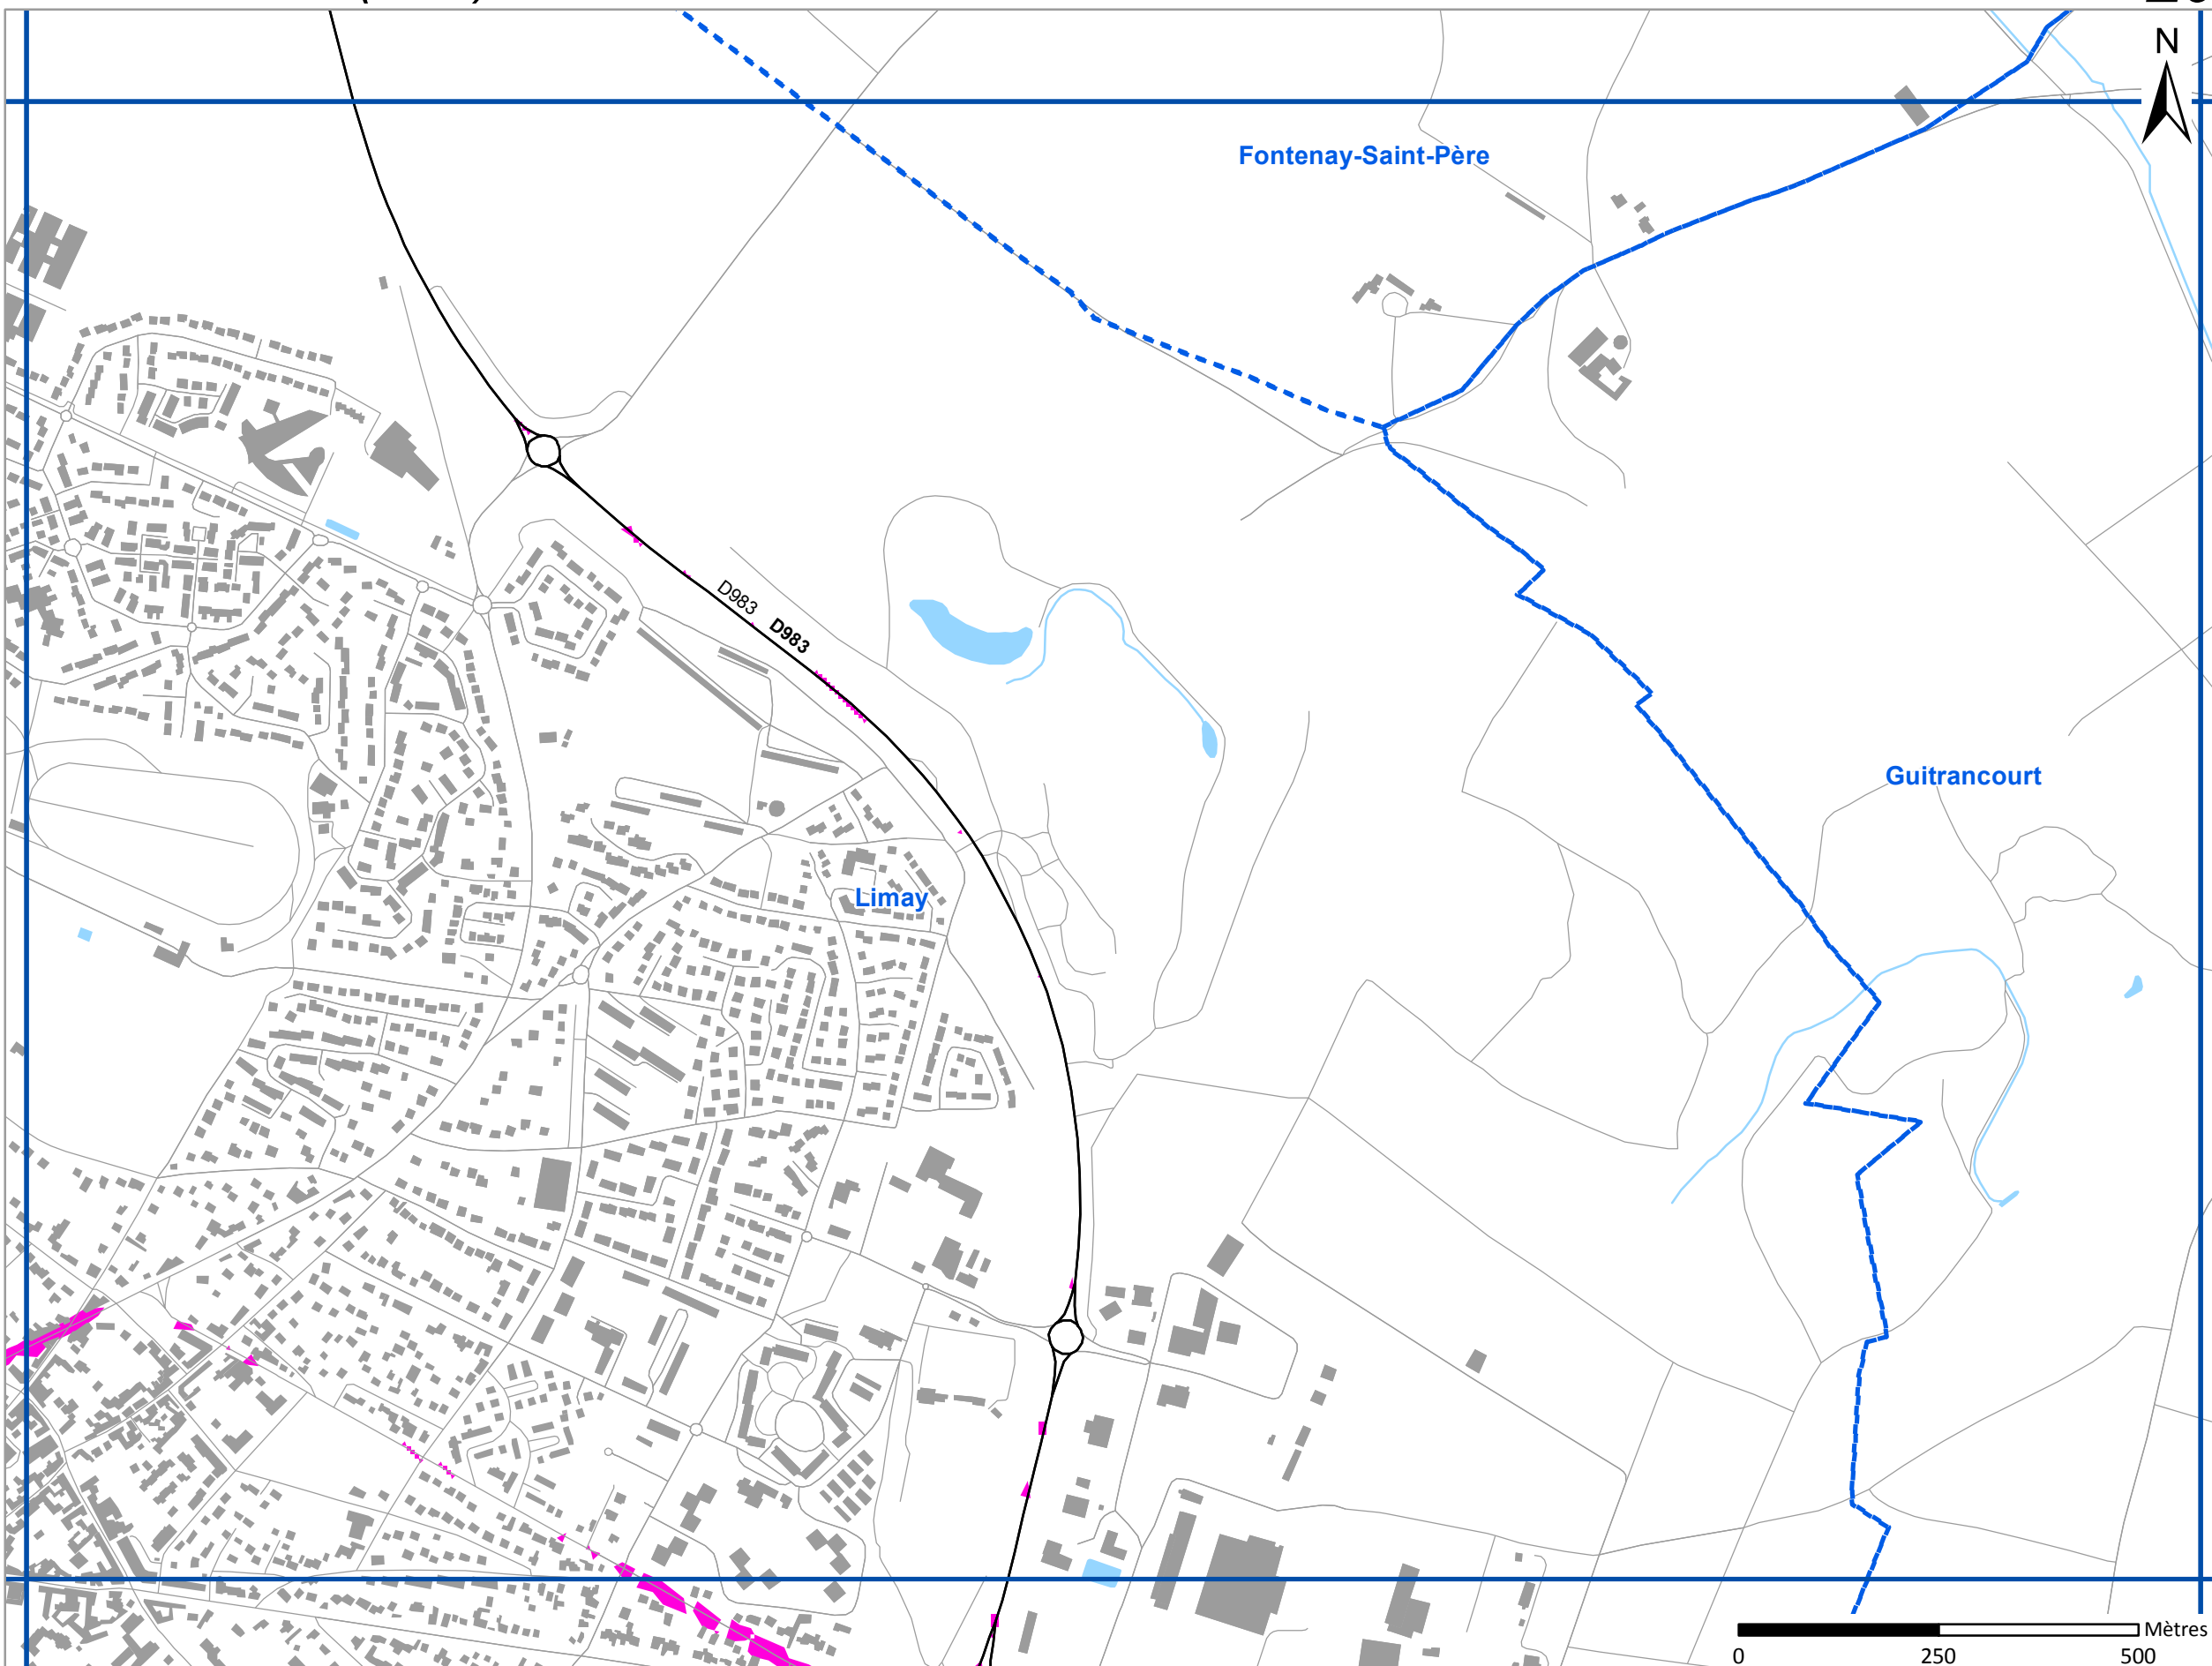 N
Fontenay-Saint-Père
D983
D983
Guitrancourt
Limay
Mètres
0 250 500